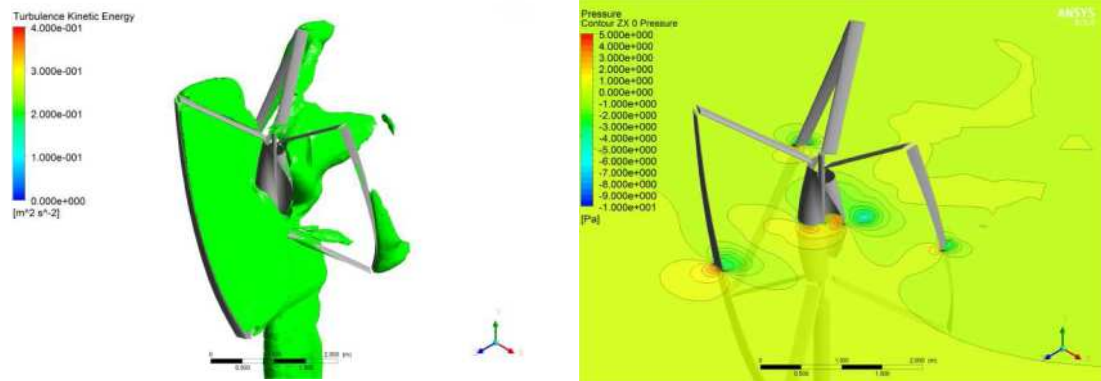 Turbulence Kinetic Energy
4.000e-001
3.000e-001
2.000e-001
1.000e-001
0.000e+000
[m^2 s^-2]
0
1.000
2.000 (m)
0.500
1.500
Pressure
Contour ZX 0 Pressure
5.000e+000
4.000e+000
3.000e+000
2.000e+000
1.000e+000
0.000e+000
-1.000e+000
-2.000e+000
-3.000e+000
-4.000e+000
-5.000e+000
-6.000e+000
-7.000e+000
-8.000e+000
-9.000e+000
-1.000e+001
[Pa]
ANSYS
0
1.000
2.000 (m)
0.500
1.500